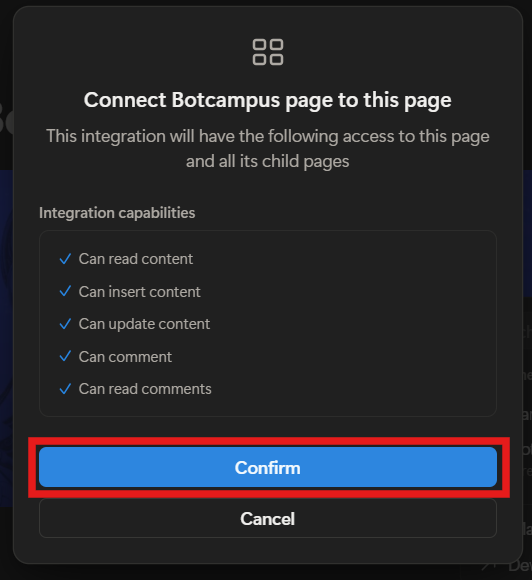 Connect Botcampus page to this page
This integration will have the following access to this page
and all its child pages
Integration capabilities
Can read content
Can insert content
Can update content
Can comment
Can read comments
Confirm
Cancel